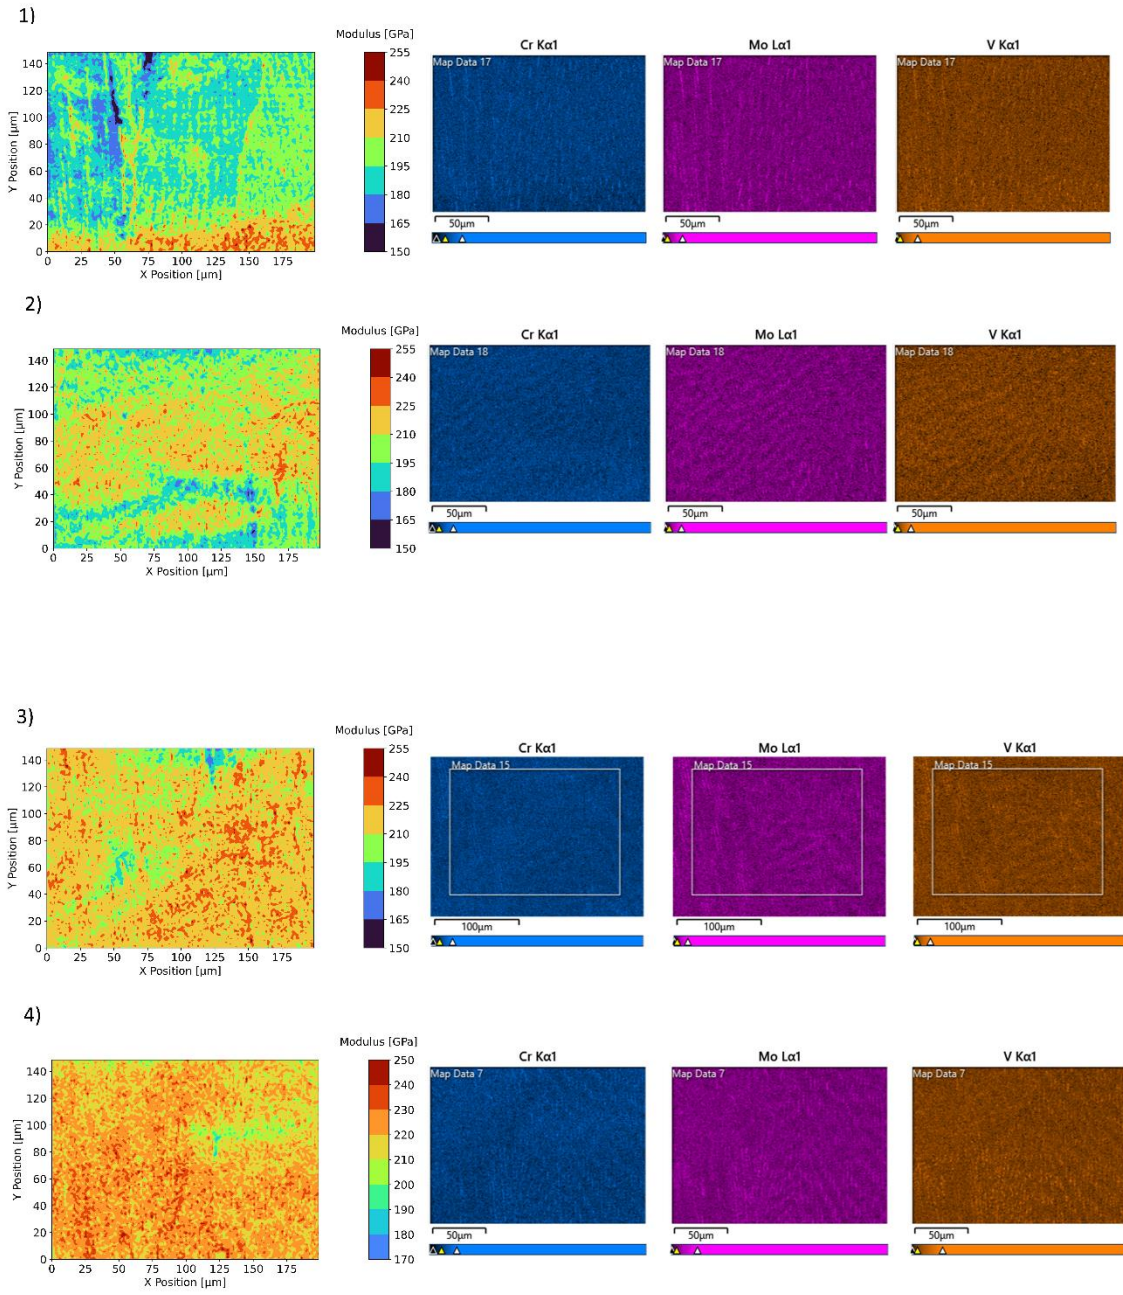 1)
Modulus [GPa]
Cr Kα1
Mo Lα1
V Kα1
Map Data 17
Map Data 17
Map Data 17
140
120
100
80
60
40
20
0
Y Position [µm]
0 25 50 75 100 125 150 175
X Position [µm]
255
240
225
210
195
180
165
150
50µm
50µm
50µm
2)
Modulus [GPa]
Cr Kα1
Mo Lα1
V Kα1
Map Data 18
Map Data 18
Map Data 18
140
120
100
80
60
40
20
0
Y Position [µm]
0 25 50 75 100 125 150 175
X Position [µm]
255
240
225
210
195
180
165
150
50µm
50µm
50µm
3)
Modulus [GPa]
Cr Kα1
Mo Lα1
V Kα1
Map Data 15
Map Data 15
Map Data 15
140
120
100
80
60
40
20
0
Y Position [µm]
0 25 50 75 100 125 150 175
X Position [µm]
255
240
225
210
195
180
165
150
100µm
100µm
100µm
4)
Modulus [GPa]
Cr Kα1
Mo Lα1
V Kα1
Map Data 7
Map Data 7
Map Data 7
140
120
100
80
60
40
20
0
Y Position [µm]
0 25 50 75 100 125 150 175
X Position [µm]
250
240
230
220
210
200
190
180
170
50µm
50µm
50µm